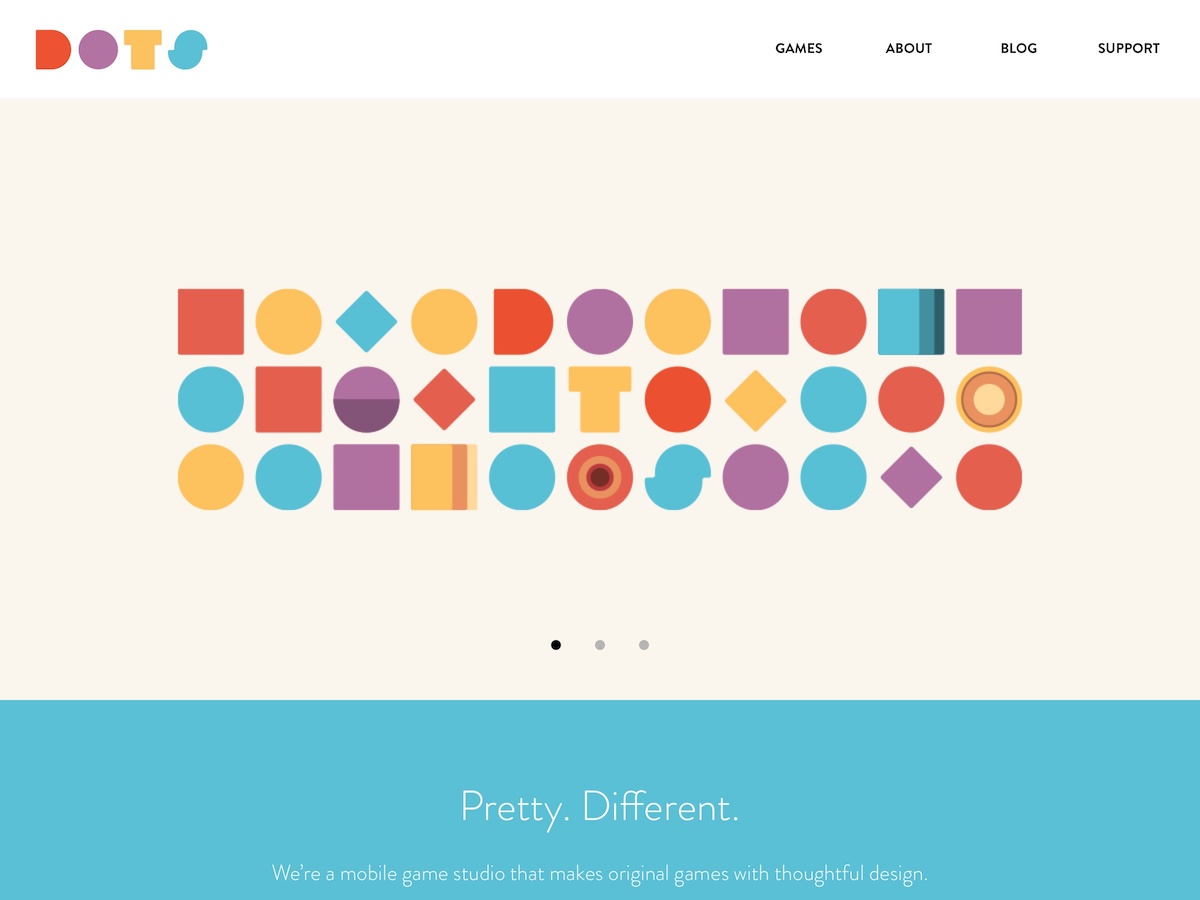 DOTS
GAMES ABOUT BLOG SUPPORT
D
T
S
Pretty. Different.
We’re a mobile game studio that makes original games with thoughtful design.